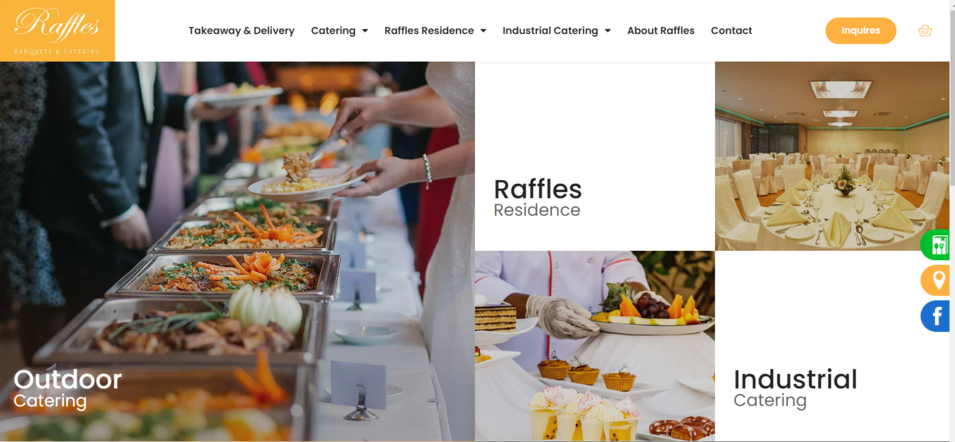 Raffles
BANQUETS & CATERING
Takeaway & Delivery
Catering
Raffles Residence
Industrial Catering
About Raffles
Contact
Inquires
Raffles
Residence
Outdoor
Catering
Industrial
Catering